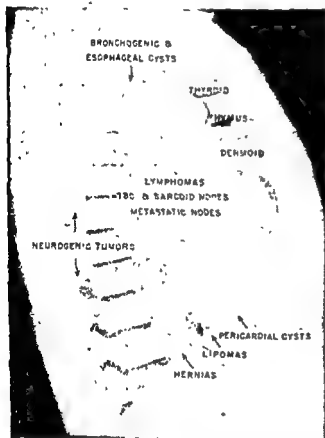 BRONCHOGENIC &
ESOPHAGEAL CYSTS
THYROID
THYMUS
DERMOID
LYMPHOMAS
TBC & SARCOID NODES
METASTATIC NODES
NEUROGENIC TUMORS
PERICARDIAL CYSTS
LIPOMAS
HERNIAS